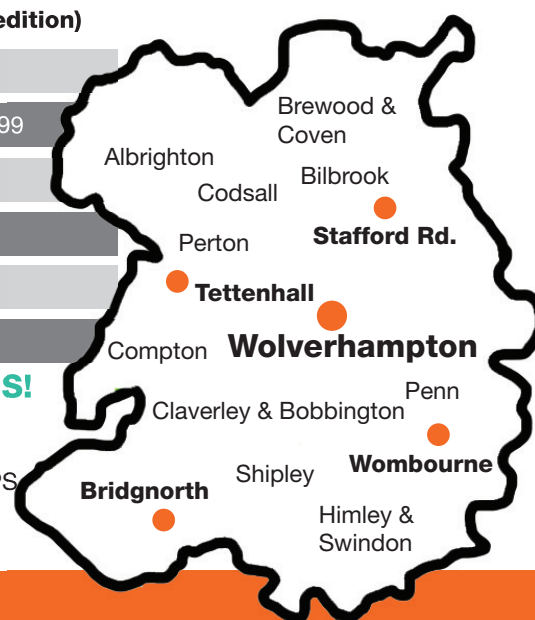 edition)
99
Brewood &
Coven
Albrighton
Bilbrook
Codsall
Stafford Rd.
Perton
Tettenhall
Wolverhampton
Compton
S!
Penn
Claverley & Bobbington
Wombourne
Shipley
PS
Bridgnorth
Himley &
Swindon